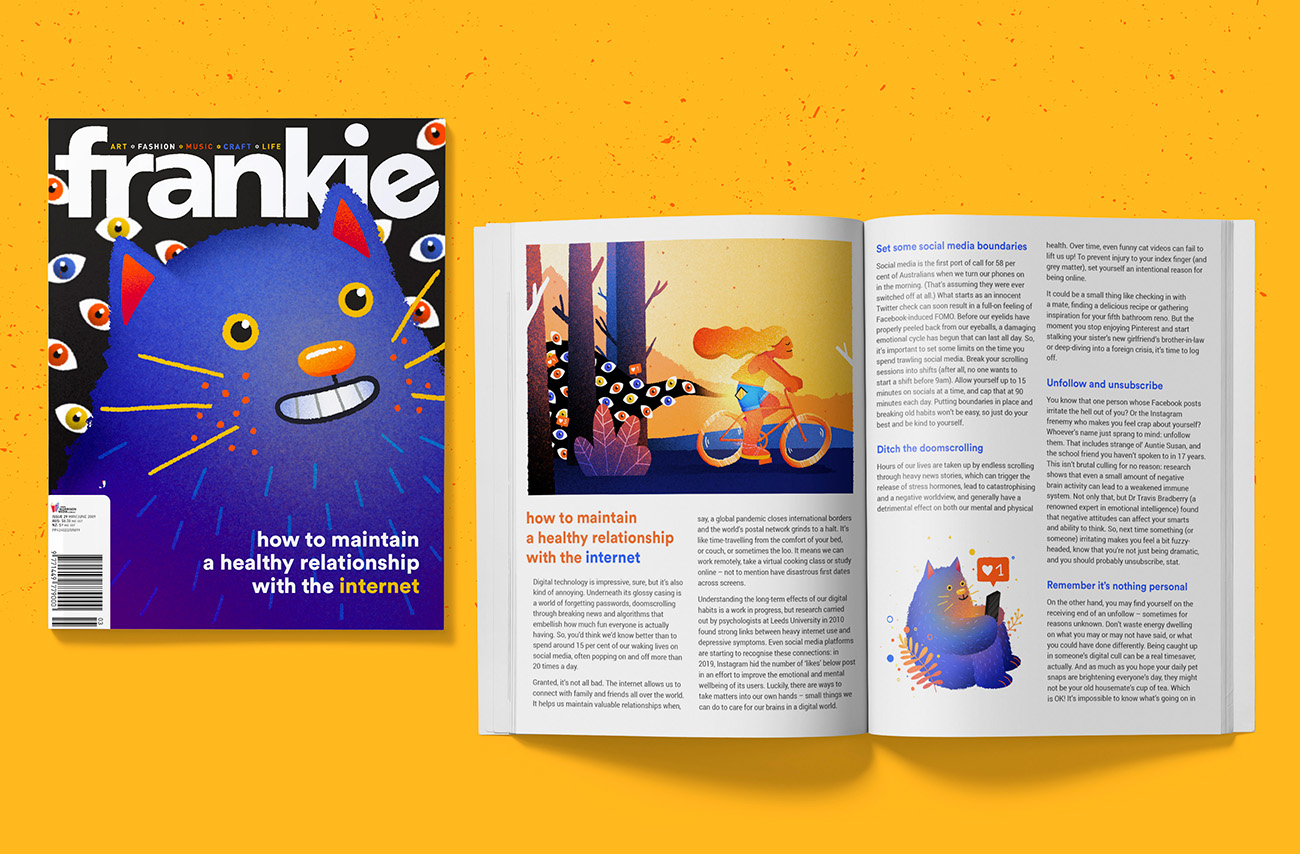 ART FASHION MUSIC CRAFT LIFE
frankie
how to maintain
a healthy relationship
with the internet
03
how to maintain
a healthy relationship
with the internet
Digital technology is impressive, sure, but it's also
kind of annoying. Underneath its glossy casing is
a world of forgetting passwords, doomscrolling
through breaking news and algorithms that
embellish how much fun everyone is actually
having. So, you'd think we'd know better than to
spend around 15 per cent of our waking lives on
social media, often popping on and off more than
20 times a day.
Granted, it's not all bad. The internet allows us to
connect with family and friends all over the world.
It helps us maintain valuable relationships when,
say, a global pandemic closes international borders
and the world's postal network grinds to a halt. It's
like time-travelling from the comfort of your bed,
or couch, or sometimes the loo. It means we can
work remotely, take a virtual cooking class or study
online – not to mention have disastrous first dates
across screens.
Understanding the long-term effects of our digital
habits is a work in progress, but research carried
out by psychologists at Leeds University in 2010
found strong links between heavy internet use and
depressive symptoms. Even social media platforms
are starting to recognise these connections: in
2019, Instagram hid the number of 'likes' below post
in an effort to improve the emotional and mental
wellbeing of its users. Luckily, there are ways to
take matters into our own hands – small things we
can do to care for our brains in a digital world.
Set some social media boundaries
Social media is the first port of call for 58 per
cent of Australians when we turn our phones on
in the morning. (That's assuming they were ever
switched off at all.) What starts as an innocent
Twitter check can soon result in a full-on feeling of
Facebook-induced FOMO. Before our eyelids have
properly peeled back from our eyeballs, a damaging
emotional cycle has begun that can last all day. So,
it's important to set some limits on the time you
spend trawling social media. Break your scrolling
sessions into shifts (after all, no one wants to
start a shift before 9am). Allow yourself up to 15
minutes on socials at a time, and cap that at 90
minutes each day. Putting boundaries in place and
breaking old habits won't be easy, so just do your
best and be kind to yourself.
Ditch the doomscrolling
Hours of our lives are taken up by endless scrolling
through heavy news stories, which can trigger the
release of stress hormones, lead to catastrophising
and a negative worldview, and generally have a
detrimental effect on both our mental and physical
1
health. Over time, even funny cat videos can fail to
lift us up! To prevent injury to your index finger (and
grey matter), set yourself an intentional reason for
being online.
It could be a small thing like checking in with
a mate, finding a delicious recipe or gathering
inspiration for your fifth bathroom reno. But the
moment you stop enjoying Pinterest and start
stalking your sister's new girlfriend's brother-in-law
or deep-diving into a foreign crisis, it's time to log
off.
Unfollow and unsubscribe
You know that one person whose Facebook posts
irritate the hell out of you? Or the Instagram
frenemy who makes you feel crap about yourself?
Whoever's name just sprang to mind: unfollow
them. That includes strange ol' Auntie Susan, and
the school friend you haven't spoken to in 17 years.
This isn't brutal culling for no reason: research
shows that even a small amount of negative
brain activity can lead to a weakened immune
system. Not only that, but Dr Travis Bradberry (a
renowned expert in emotional intelligence) found
that negative attitudes can affect your smarts
and ability to think. So, next time something (or
someone) irritating makes you feel a bit fuzzy-
headed, know that you're not just being dramatic,
and you should probably unsubscribe, stat.
Remember it's nothing personal
On the other hand, you may find yourself on the
receiving end of an unfollow – sometimes for
reasons unknown. Don't waste energy dwelling
on what you may or may not have said, or what
you could have done differently. Being caught up
in someone's digital cull can be a real timesaver,
actually. And as much as you hope your daily pet
snaps are brightening everyone's day, they might
not be your old housemate's cup of tea. Which
is OK! It's impossible to know what's going on in